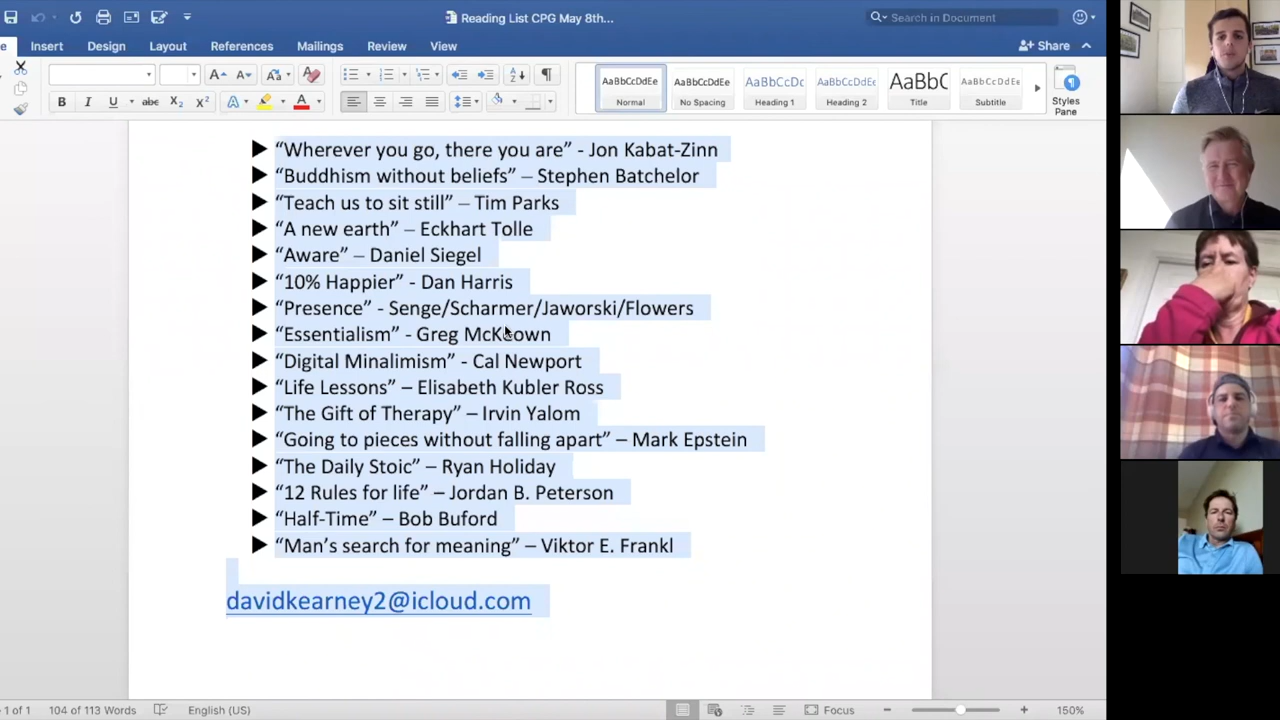 Reading List CPG May 8th...
Search in Document
Insert Design Layout References Mailings Review View
Share
AaBbCcDdEe AaBbCcDdEe AaBbCcDc AaBbCcDdEe AaBbC AaBbCcDdEe
Normal No Spacing Heading 1 Heading 2 Title Subtitle
Styles
Pane
B I U abc X₂ X² A A
“Wherever you go, there you are” - Jon Kabat-Zinn
“Buddhism without beliefs” – Stephen Batchelor
“Teach us to sit still” – Tim Parks
“A new earth” – Eckhart Tolle
“Aware” – Daniel Siegel
“10% Happier” - Dan Harris
“Presence” - Senge/Scharmer/Jaworski/Flowers
“Essentialism” - Greg McKeown
“Digital Minalimism” - Cal Newport
“Life Lessons” – Elisabeth Kubler Ross
“The Gift of Therapy” – Irvin Yalom
“Going to pieces without falling apart” – Mark Epstein
“The Daily Stoic” – Ryan Holiday
“12 Rules for life” – Jordan B. Peterson
“Half-Time” – Bob Buford
“Man’s search for meaning” – Viktor E. Frankl
davidkearney2@icloud.com
1 of 1 104 of 113 Words English (US) Focus 150%